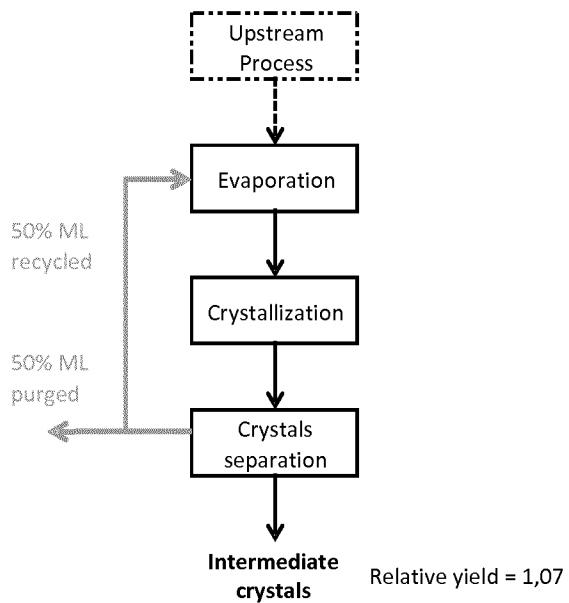 Upstream
Process
Evaporation
50% ML
recycled
Crystallization
50% ML
purged
Crystals
separation
Intermediate
crystals
Relative yield = 1,07